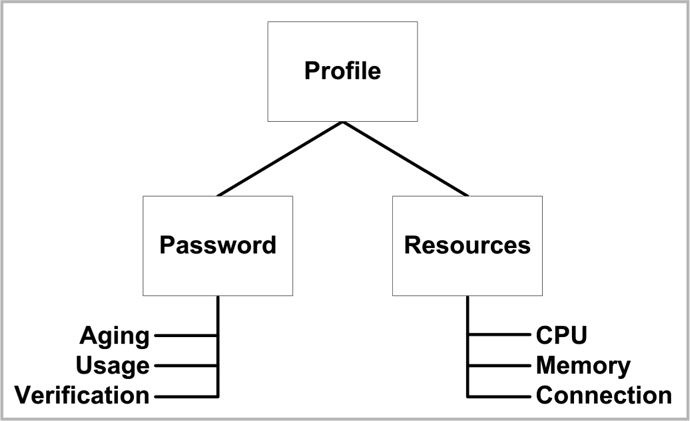 Profile
Password
Resources
Aging
Usage
Verification
CPU
Memory
Connection